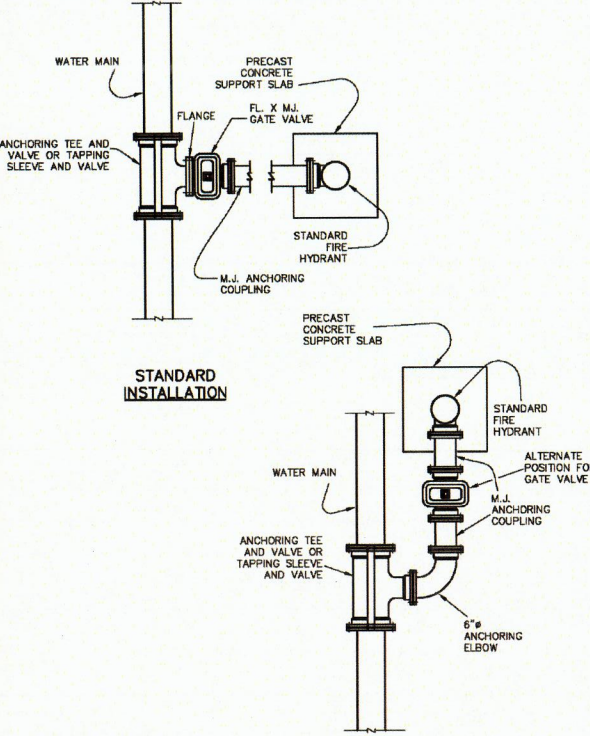 WATER MAIN
PRECAST
CONCRETE
SUPPORT SLAB
FLANGE
FL. X MJ.
GATE VALVE
ANCHORING TEE AND
VALVE OR TAPPING
SLEEVE AND VALVE
STANDARD
FIRE
HYDRANT
M.J. ANCHORING
COUPLING
STANDARD
INSTALLATION
PRECAST
CONCRETE
SUPPORT SLAB
STANDARD
FIRE
HYDRANT
ALTERNATE
POSITION FO
GATE VALVE
WATER MAIN
M.J.
ANCHORING
COUPLING
ANCHORING TEE
AND VALVE OR
TAPPING SLEEVE
AND VALVE
6"ø
ANCHORING
ELBOW